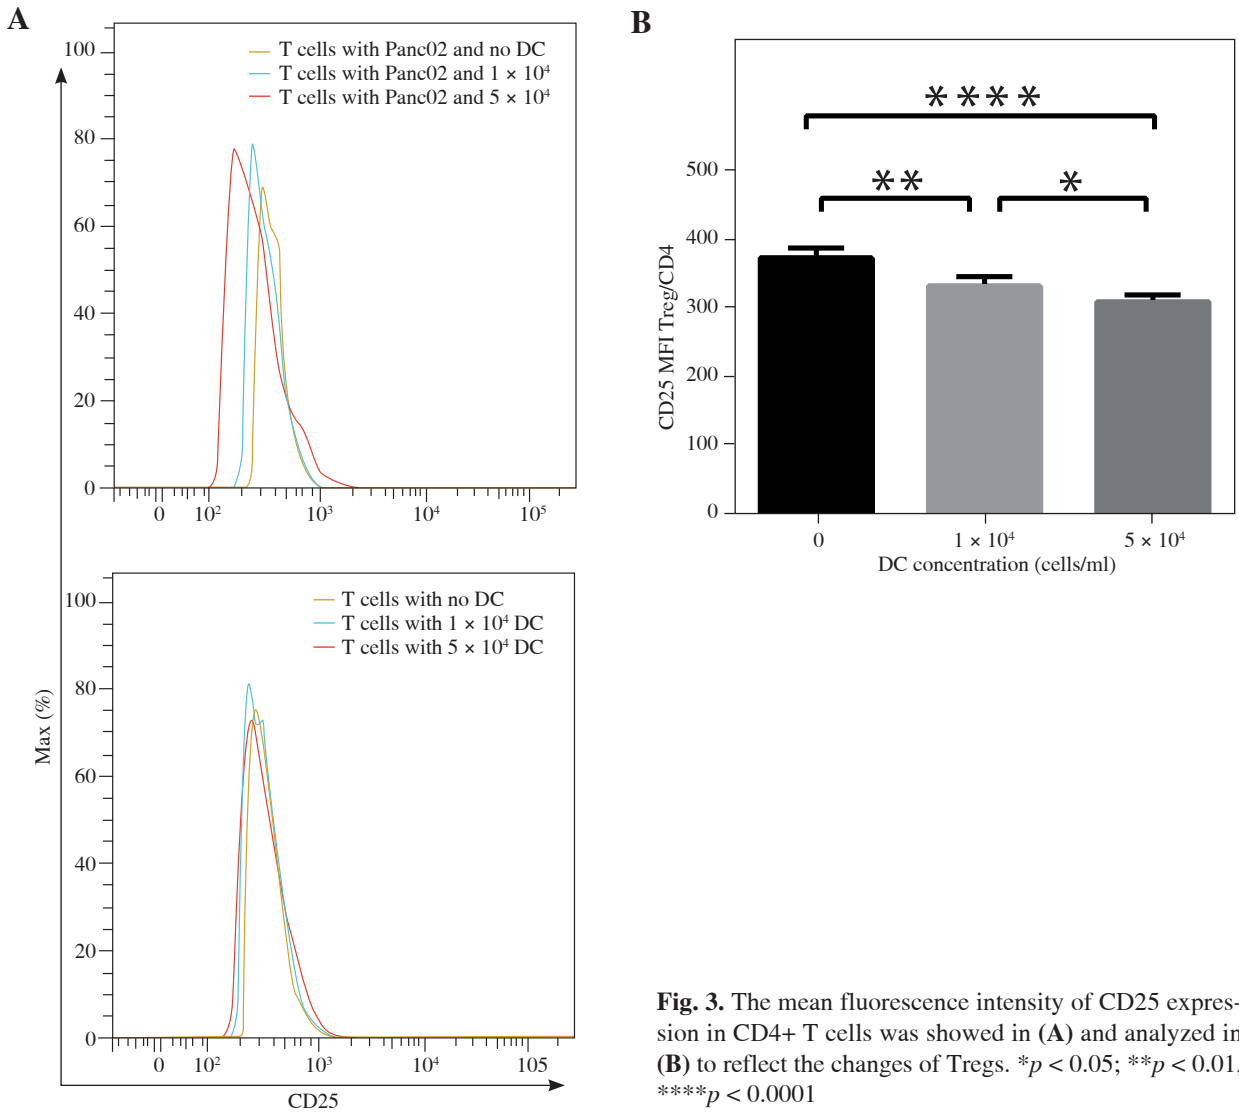 A
100
80
60
40
20
0
T cells with Panc02 and no DC
T cells with Panc02 and 1 × 10⁴
T cells with Panc02 and 5 × 10⁴
0 10² 10³ 10⁴ 10⁵
100
80
60
40
20
0
T cells with no DC
T cells with 1 × 10⁴ DC
T cells with 5 × 10⁴ DC
0 10² 10³ 10⁴ 10⁵
Max (%)
CD25
B
****
** *
500
400
300
200
100
0
CD25 MFI Treg/CD4
0 1 × 10⁴ 5 × 10⁴
DC concentration (cells/ml)
Fig. 3. The mean fluorescence intensity of CD25 expres-
sion in CD4+ T cells was showed in (A) and analyzed in
(B) to reflect the changes of Tregs. *p < 0.05; **p < 0.01,
****p < 0.0001